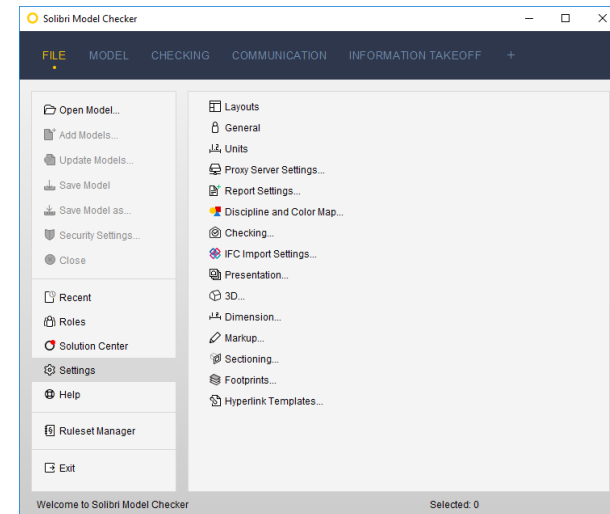 Solibri Model Checker
FILE MODEL CHECKING COMMUNICATION INFORMATION TAKEOFF +
Open Model...
Add Models...
Update Models...
Save Model
Save Model as...
Security Settings...
Close
Recent
Roles
Solution Center
Settings
Help
Ruleset Manager
Exit
Layouts
General
Units
Proxy Server Settings...
Report Settings...
Discipline and Color Map...
Checking...
IFC Import Settings...
Presentation...
3D...
Dimension...
Markup...
Sectioning...
Footprints...
Hyperlink Templates...
Welcome to Solibri Model Checker Selected: 0